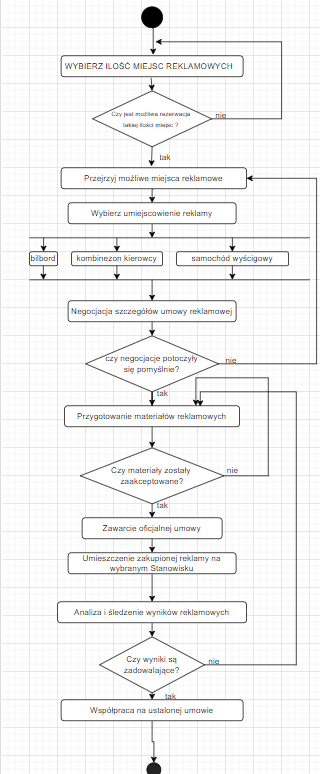 WYBIERZ ILOŚĆ MIEJSC REKLAMOWYCH
Czy jest możliwa rezerwacja
takiej ilości miejsc ?
nie
tak
Przejrzyj możliwe miejsca reklamowe
Wybierz umiejscowienie reklamy
bilbord
kombinezon kierowcy
samochód wyścigowy
Negocjacja szczegółów umowy reklamowej
czy negocjacje potoczyły
się pomyślnie?
nie
tak
Przygotowanie materiałów reklamowych
Czy materiały zostały
zaakceptowane?
nie
tak
Zawarcie oficjalnej umowy
Umieszczenie zakupionej reklamy na
wybranym Stanowisku
Analiza i śledzenie wyników reklamowych
Czy wyniki są
zadowalające?
nie
tak
Współpraca na ustalonej umowie